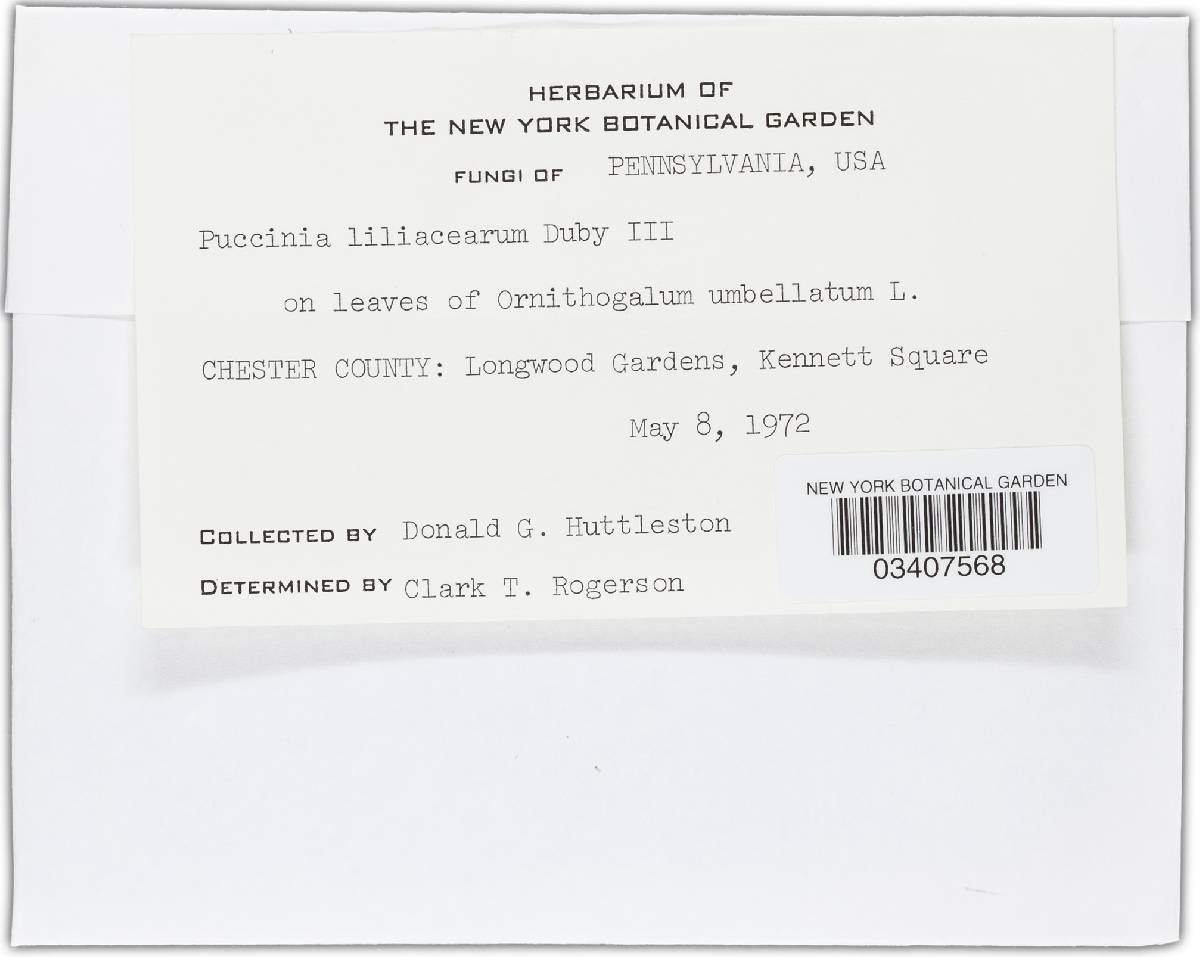 HERBARIUM OF
THE NEW YORK BOTANICAL GARDEN
FUNGI OF PENNSYLVANIA, USA
Puccinia liliacearum Duby III
on leaves of Ornithogalum umbellatum L.
CHESTER COUNTY: Longwood Gardens, Kennett Square
May 8, 1972
NEW YORK BOTANICAL GARDEN
03407568
COLLECTED BY Donald G. Huttleston
DETERMINED BY Clark T. Rogerson